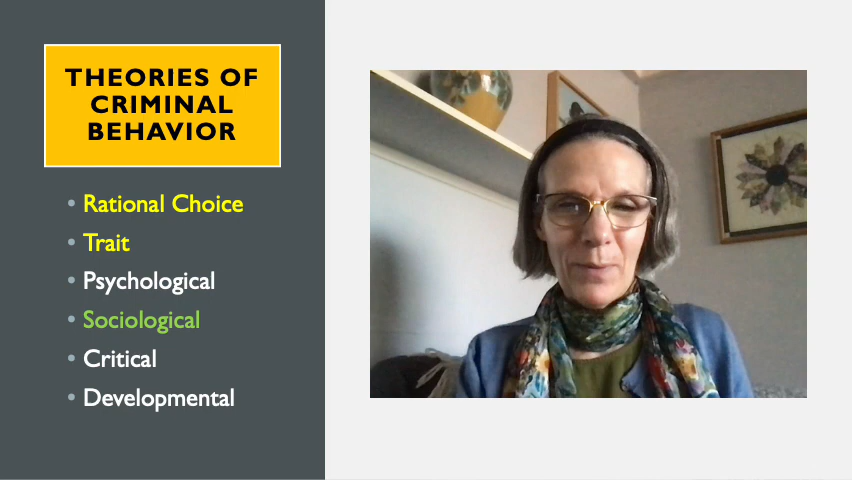 THEORIES OF
CRIMINAL
BEHAVIOR
• Rational Choice
• Trait
• Psychological
• Sociological
• Critical
• Developmental